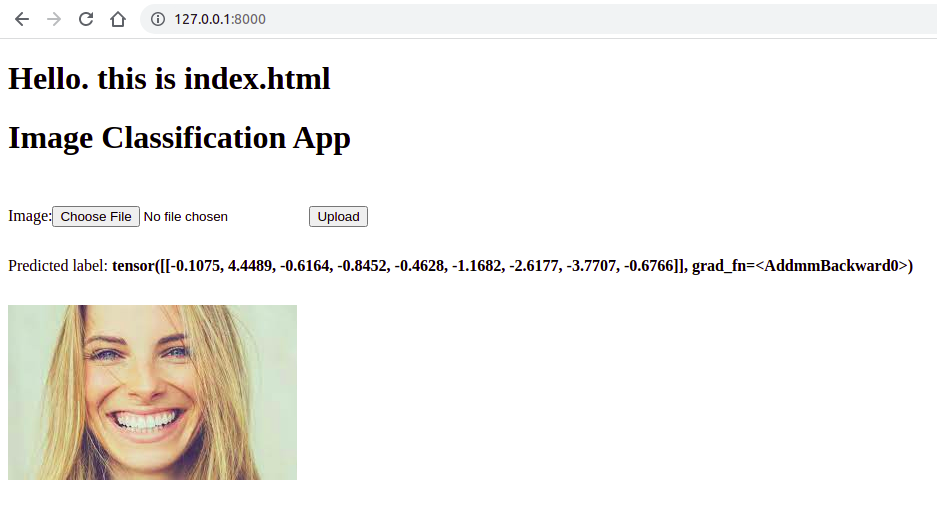 127.0.0.1:8000
Hello. this is index.html
Image Classification App
Image: Choose File No file chosen Upload
Predicted label: tensor([[-0.1075, 4.4489, -0.6164, -0.8452, -0.4628, -1.1682, -2.6177, -3.7707, -0.6766]], grad_fn=<AddmmBackward0>)